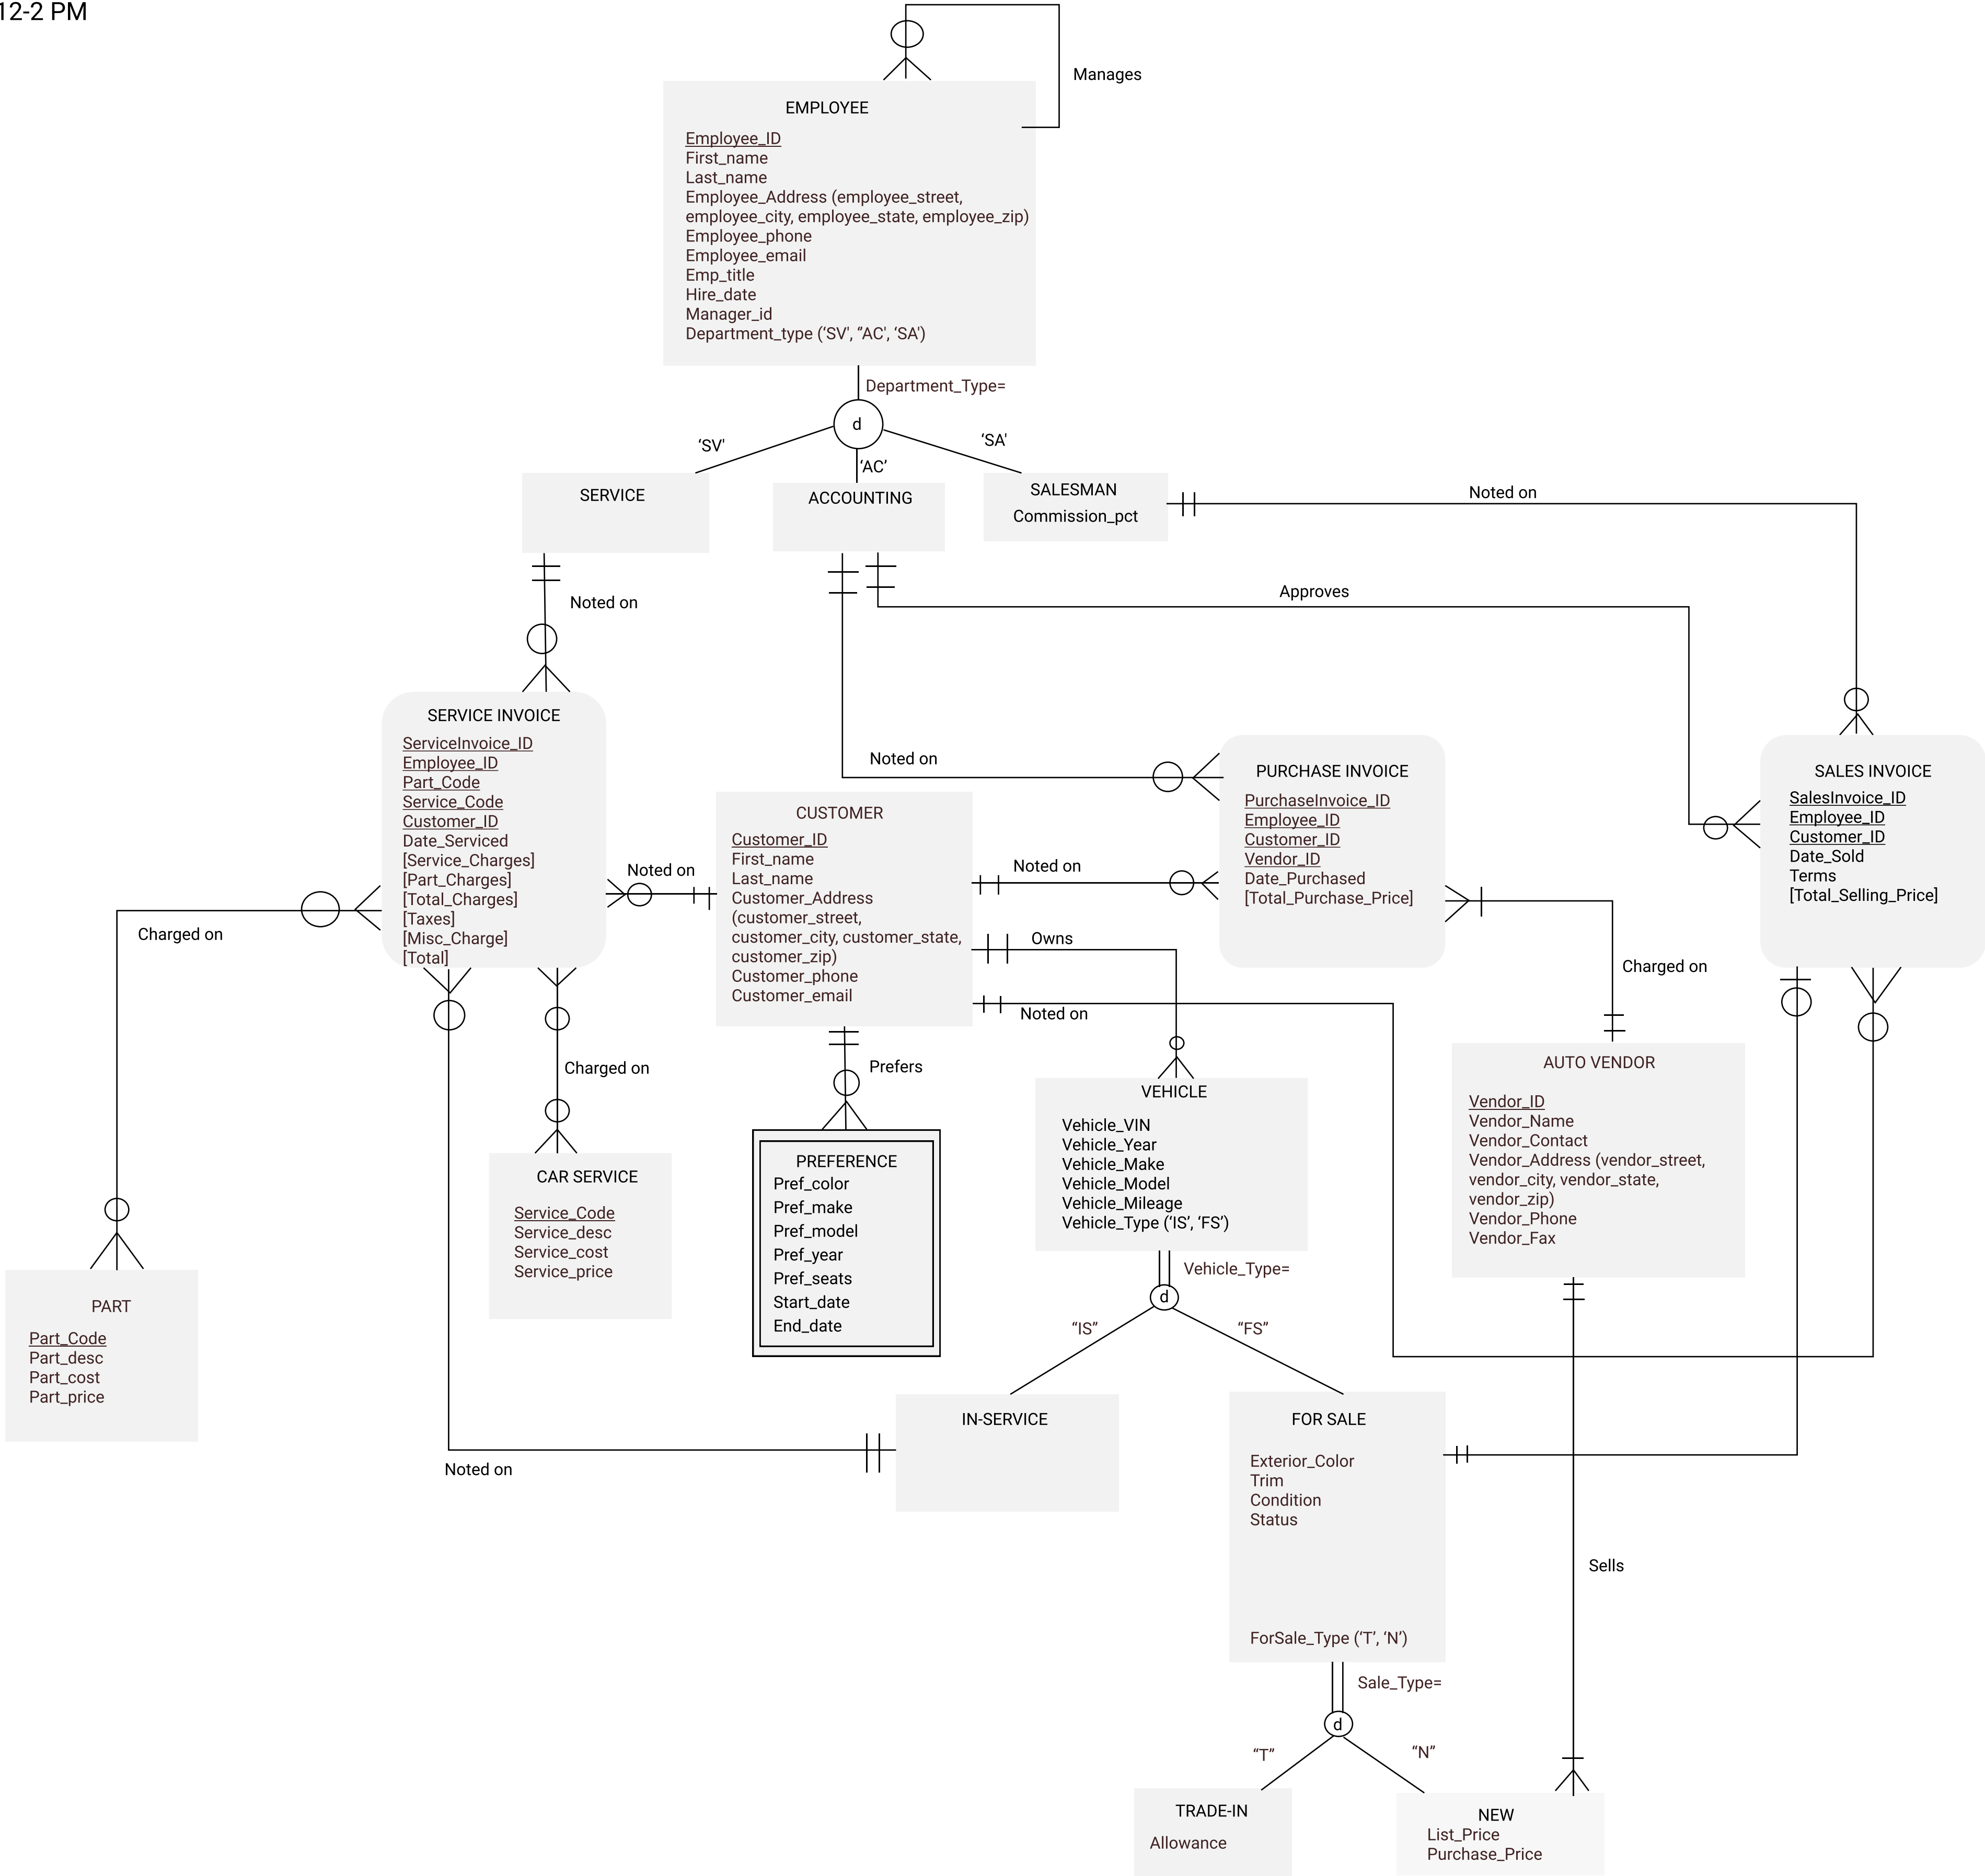 12-2 PM
Manages
EMPLOYEE
Employee_ID
First_name
Last_name
Employee_Address (employee_street,
employee_city, employee_state, employee_zip)
Employee_phone
Employee_email
Emp_title
Hire_date
Manager_id
Department_type (‘SV', “AC', ‘SA')
Department_Type=
d
‘SV'
‘AC’
‘SA'
SERVICE
ACCOUNTING
SALESMAN
Commission_pct
Noted on
Noted on
Approves
SERVICE INVOICE
ServiceInvoice_ID
Employee_ID
Part_Code
Service_Code
Customer_ID
Date_Serviced
[Service_Charges]
[Part_Charges]
[Total_Charges]
[Taxes]
[Misc_Charge]
[Total]
Noted on
PURCHASE INVOICE
PurchaseInvoice_ID
Employee_ID
Customer_ID
Vendor_ID
Date_Purchased
[Total_Purchase_Price]
SALES INVOICE
SalesInvoice_ID
Employee_ID
Customer_ID
Date_Sold
Terms
[Total_Selling_Price]
CUSTOMER
Customer_ID
First_name
Last_name
Customer_Address
(customer_street,
customer_city, customer_state,
customer_zip)
Customer_phone
Customer_email
Noted on
Noted on
Owns
Noted on
Charged on
Charged on
Charged on
Prefers
VEHICLE
Vehicle_VIN
Vehicle_Year
Vehicle_Make
Vehicle_Model
Vehicle_Mileage
Vehicle_Type (‘IS’, ‘FS’)
AUTO VENDOR
Vendor_ID
Vendor_Name
Vendor_Contact
Vendor_Address (vendor_street,
vendor_city, vendor_state,
vendor_zip)
Vendor_Phone
Vendor_Fax
CAR SERVICE
Service_Code
Service_desc
Service_cost
Service_price
PREFERENCE
Pref_color
Pref_make
Pref_model
Pref_year
Pref_seats
Start_date
End_date
PART
Part_Code
Part_desc
Part_cost
Part_price
Vehicle_Type=
d
“IS”
“FS”
IN-SERVICE
Noted on
FOR SALE
Exterior_Color
Trim
Condition
Status
ForSale_Type (‘T’, ‘N’)
Sells
Sale_Type=
d
“T”
“N”
TRADE-IN
Allowance
NEW
List_Price
Purchase_Price